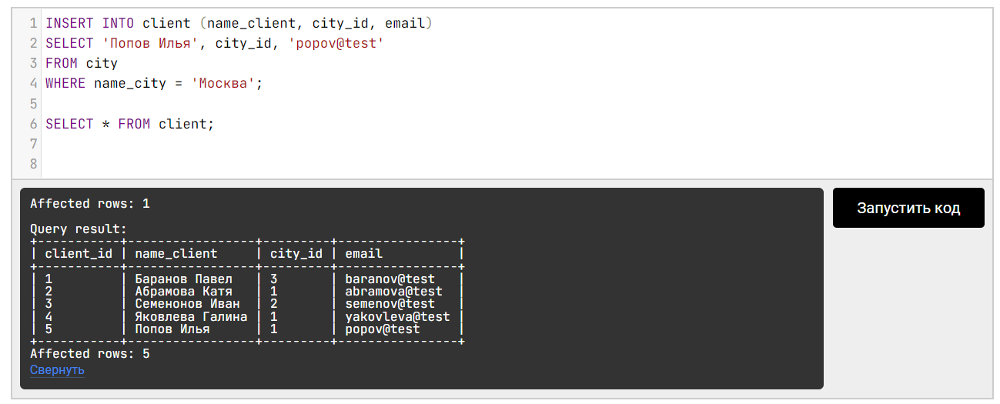 1 INSERT INTO client (name_client, city_id, email)
2 SELECT 'Попов Илья', city_id, 'popov@test'
3 FROM city
4 WHERE name_city = 'Москва';
5
6 SELECT * FROM client;
7
8
Affected rows: 1
Запустить код
Query result:
+-----------+-----------------+---------+----------------+
| client_id | name_client     | city_id | email          |
+-----------+-----------------+---------+----------------+
| 1         | Баранов Павел   | 3       | baranov@test   |
| 2         | Абрамова Катя   | 1       | abramova@test  |
| 3         | Семенонов Иван  | 2       | semenov@test   |
| 4         | Яковлева Галина | 1       | yakovleva@test |
| 5         | Попов Илья      | 1       | popov@test     |
+-----------+-----------------+---------+----------------+
Affected rows: 5
Свернуть